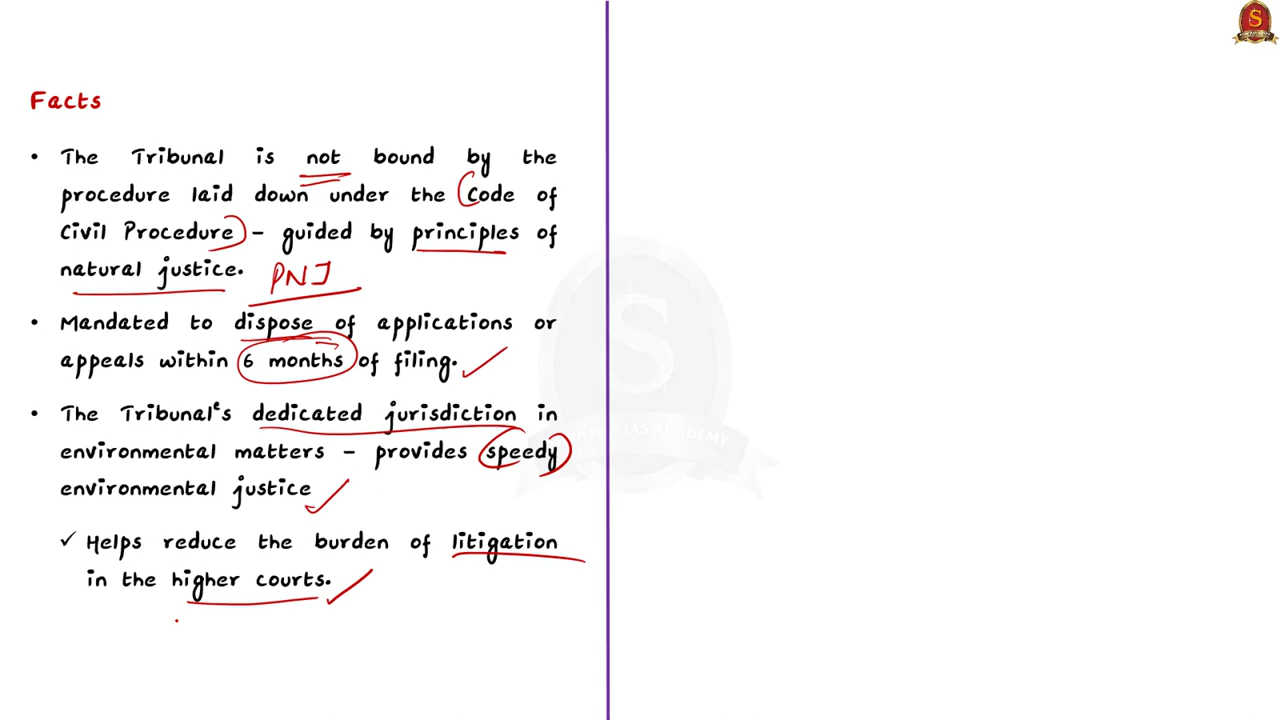 Facts
• The Tribunal is not bound by the
procedure laid down under the Code of
Civil Procedure – guided by principles of
natural justice. PNJ
• Mandated to dispose of applications or
appeals within 6 months of filing.
• The Tribunal's dedicated jurisdiction in
environmental matters – provides speedy
environmental justice
✓ Helps reduce the burden of litigation
in the higher courts.
S
IAS ACADEMY